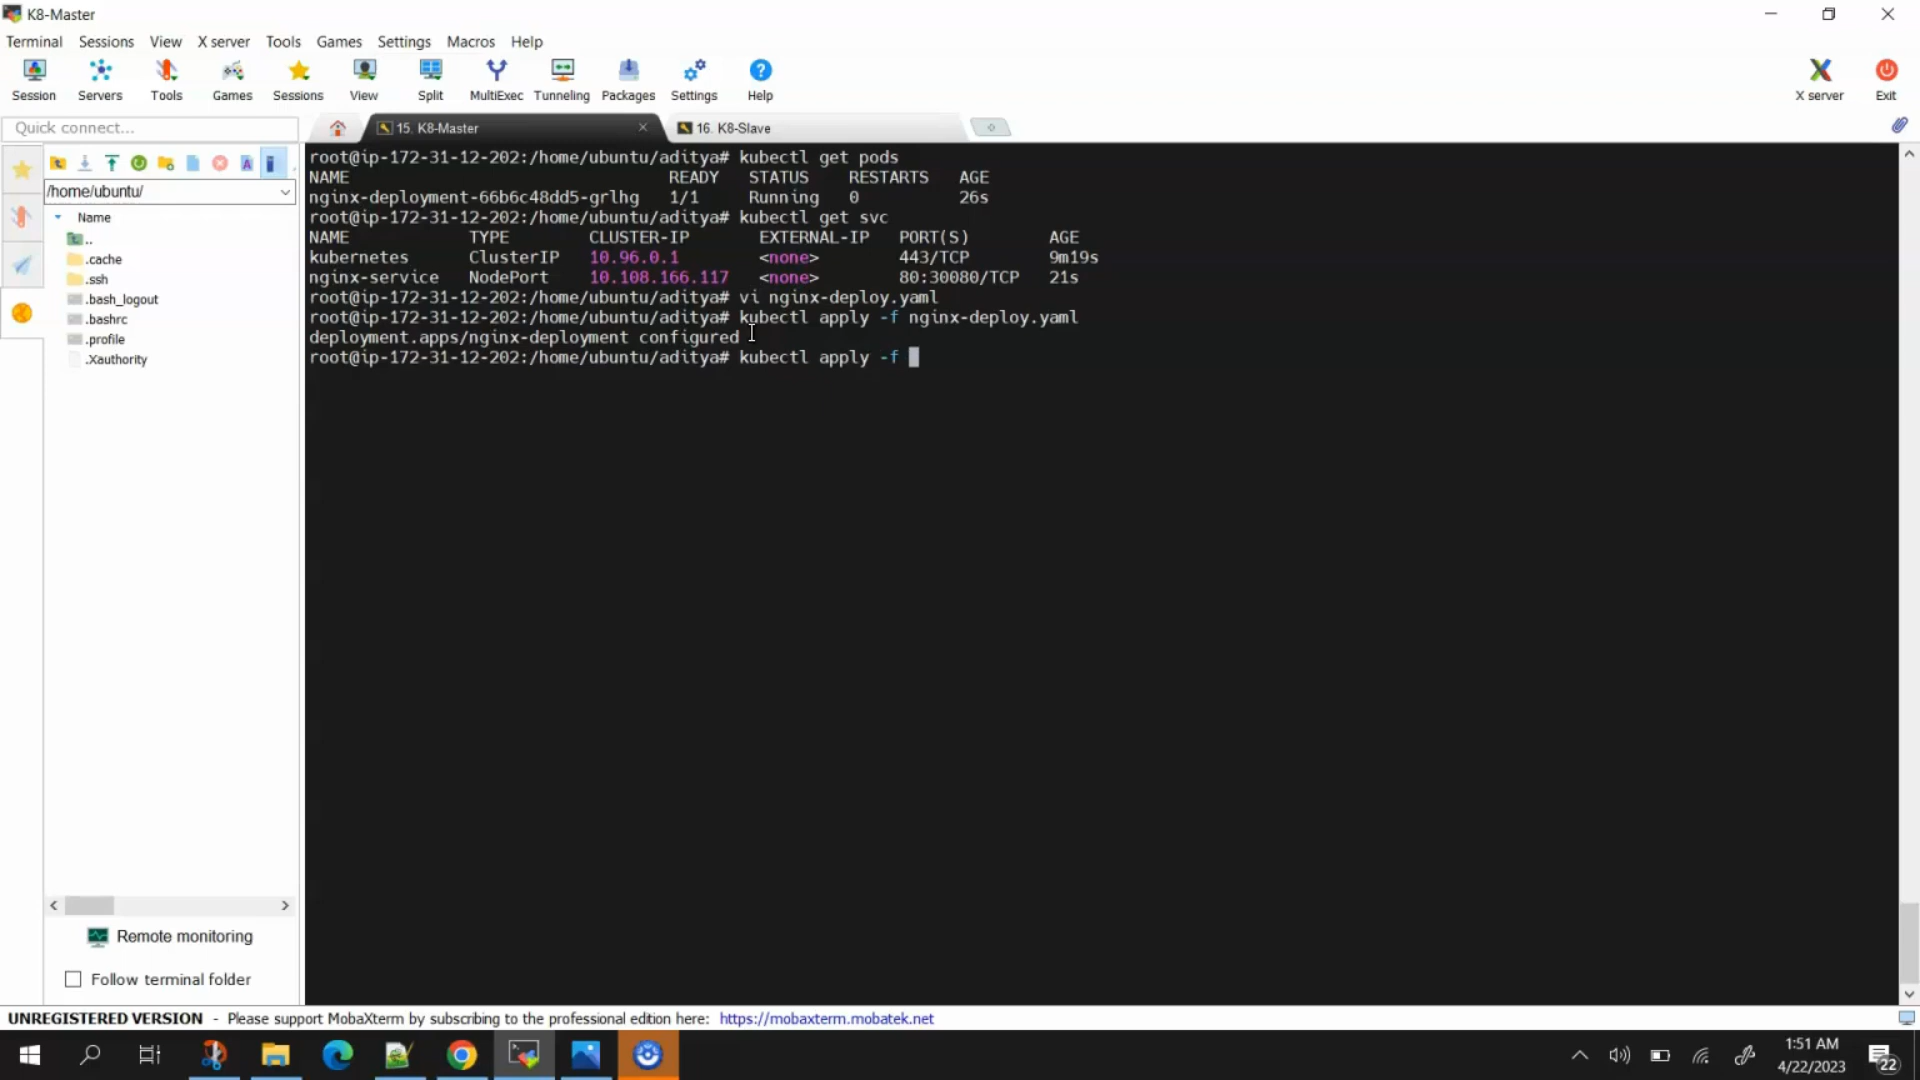 K8-Master
Terminal Sessions View X server Tools Games Settings Macros Help
Session Servers Tools Games Sessions View Split MultiExec Tunneling Packages Settings Help X server Exit
Quick connect...
15. K8-Master
16. K8-Slave
/home/ubuntu/
Name
..
.cache
.ssh
.bash_logout
.bashrc
.profile
.Xauthority
Remote monitoring
Follow terminal folder
root@ip-172-31-12-202:/home/ubuntu/aditya# kubectl get pods
NAME READY STATUS RESTARTS AGE
nginx-deployment-66b6c48dd5-grlhg 1/1 Running 0 26s
root@ip-172-31-12-202:/home/ubuntu/aditya# kubectl get svc
NAME TYPE CLUSTER-IP EXTERNAL-IP PORT(S) AGE
kubernetes ClusterIP 10.96.0.1 <none> 443/TCP 9m19s
nginx-service NodePort 10.108.166.117 <none> 80:30080/TCP 21s
root@ip-172-31-12-202:/home/ubuntu/aditya# vi nginx-deploy.yaml
root@ip-172-31-12-202:/home/ubuntu/aditya# kubectl apply -f nginx-deploy.yaml
deployment.apps/nginx-deployment configured
root@ip-172-31-12-202:/home/ubuntu/aditya# kubectl apply -f
UNREGISTERED VERSION - Please support MobaXterm by subscribing to the professional edition here: https://mobaxterm.mobatek.net
1:51 AM
4/22/2023
22